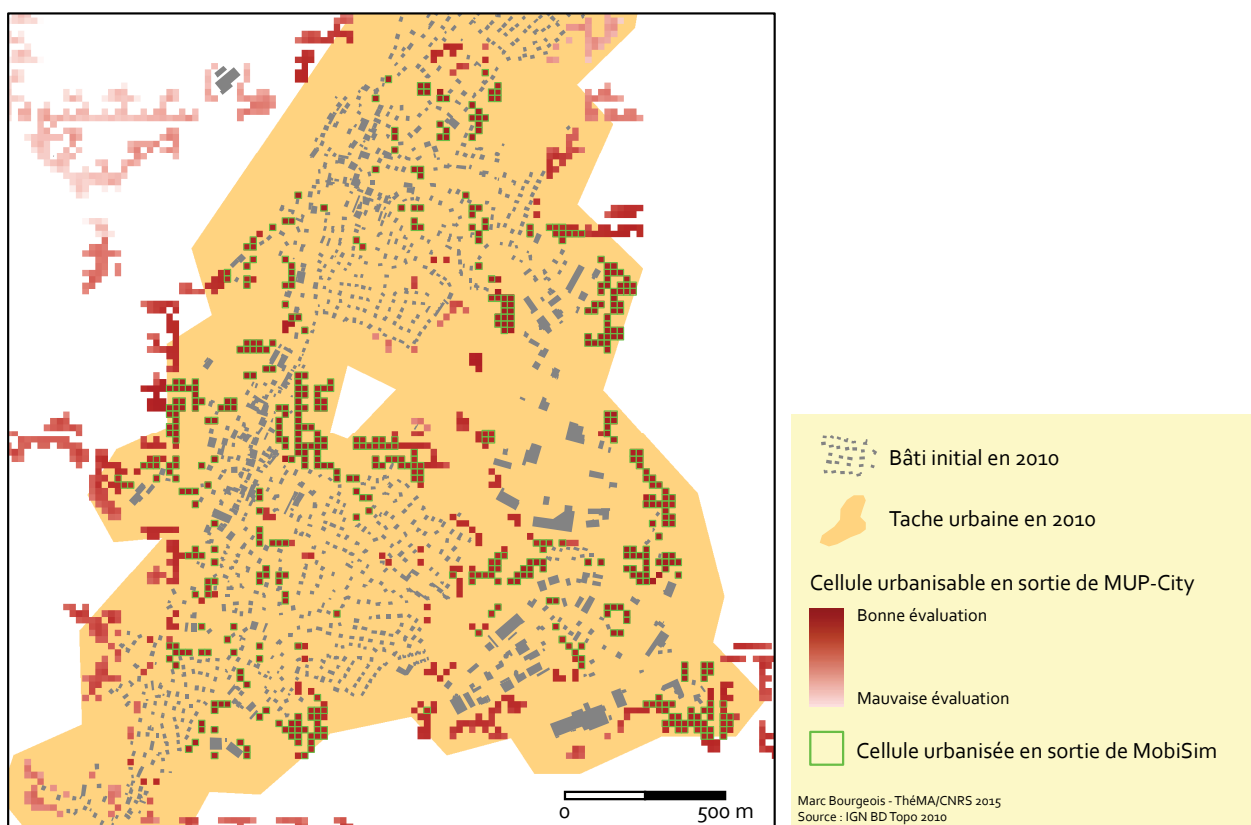 Bâti initial en 2010
Tache urbaine en 2010
Cellule urbanisable en sortie de MUP-City
Bonne évaluation
Mauvaise évaluation
Cellule urbanisée en sortie de MobiSim
Marc Bourgeois - ThéMA/CNRS 2015
Source : IGN BD Topo 2010
0 500 m